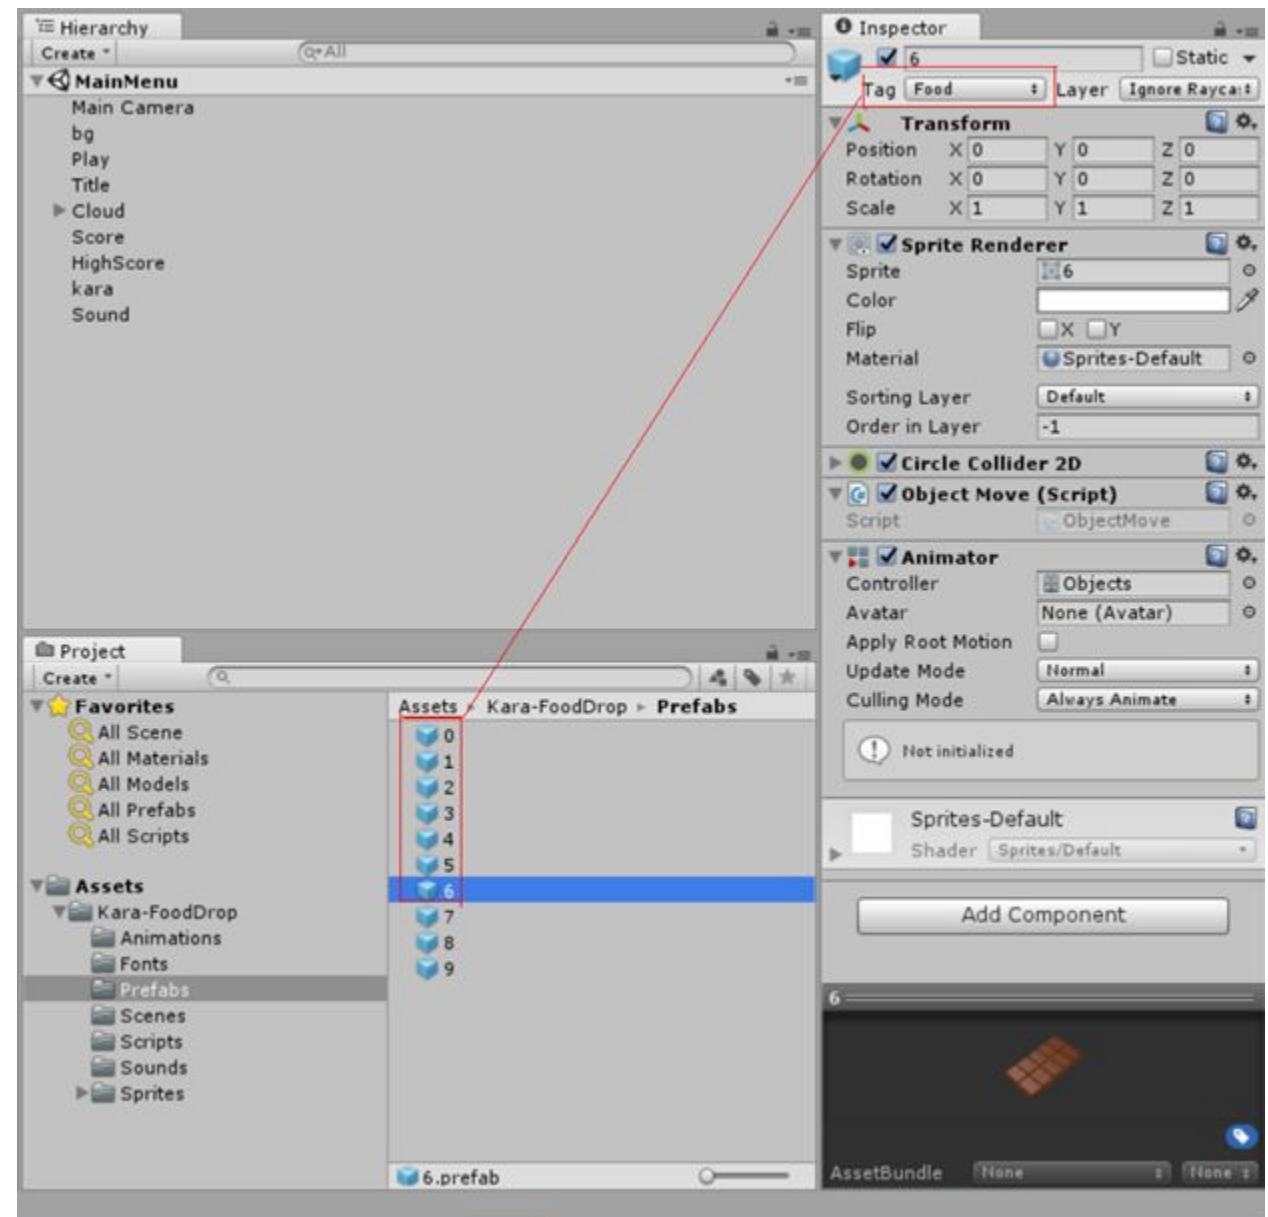 Hierarchy
Create
All
MainMenu
Main Camera
bg
Play
Title
Cloud
Score
HighScore
kara
Sound
Project
Create
Favorites
All Scene
All Materials
All Models
All Prefabs
All Scripts
Assets
Kara-FoodDrop
Animations
Fonts
Prefabs
Scenes
Scripts
Sounds
Sprites
Assets Kara-FoodDrop Prefabs
0
1
2
3
4
5
6
7
8
9
6.prefab
Inspector
6 Static
Tag Food Layer Ignore Raycast
Transform
Position X 0 Y 0 Z 0
Rotation X 0 Y 0 Z 0
Scale X 1 Y 1 Z 1
Sprite Renderer
Sprite 6
Color
Flip X Y
Material Sprites-Default
Sorting Layer Default
Order in Layer -1
Circle Collider 2D
Object Move (Script)
Script ObjectMove
Animator
Controller Objects
Avatar None (Avatar)
Apply Root Motion
Update Mode Normal
Culling Mode Always Animate
Not initialized
Sprites-Default
Shader Sprites/Default
Add Component
6
AssetBundle None None